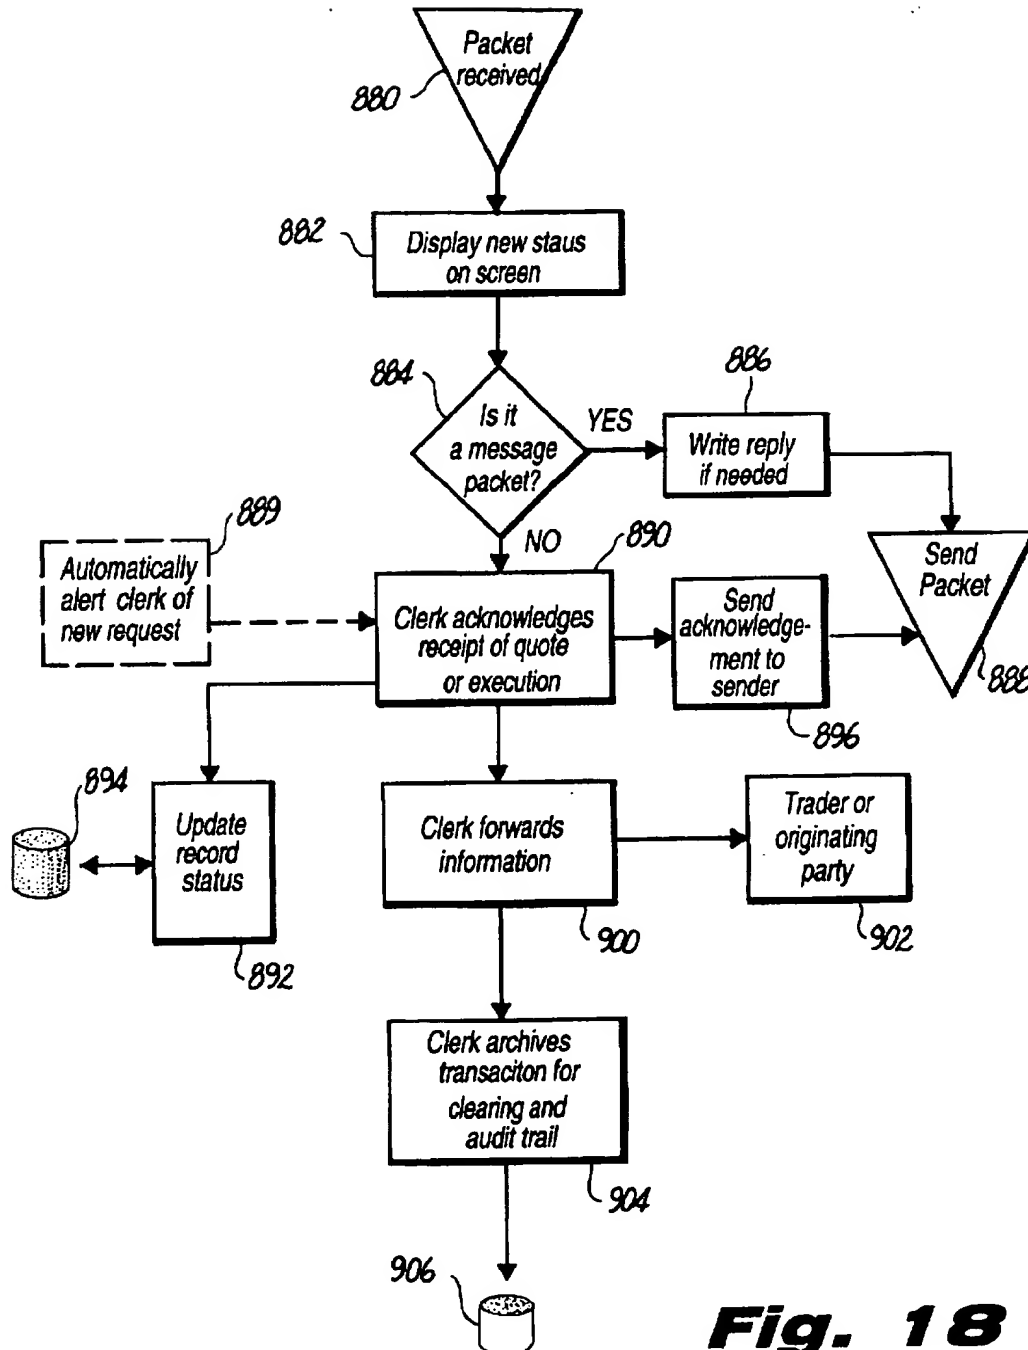 Packet
received
880
882
Display new staus
on screen
884
Is it
a message
packet?
YES
886
Write reply
if needed
NO
889
Automatically
alert clerk of
new request
890
Clerk acknowledges
receipt of quote
or execution
Send
acknowledge-
ment to
sender
896
Send
Packet
888
894
Update
record
status
892
Clerk forwards
information
900
Trader or
originating
party
902
Clerk archives
transaciton for
clearing and
audit trail
904
906
Fig. 18